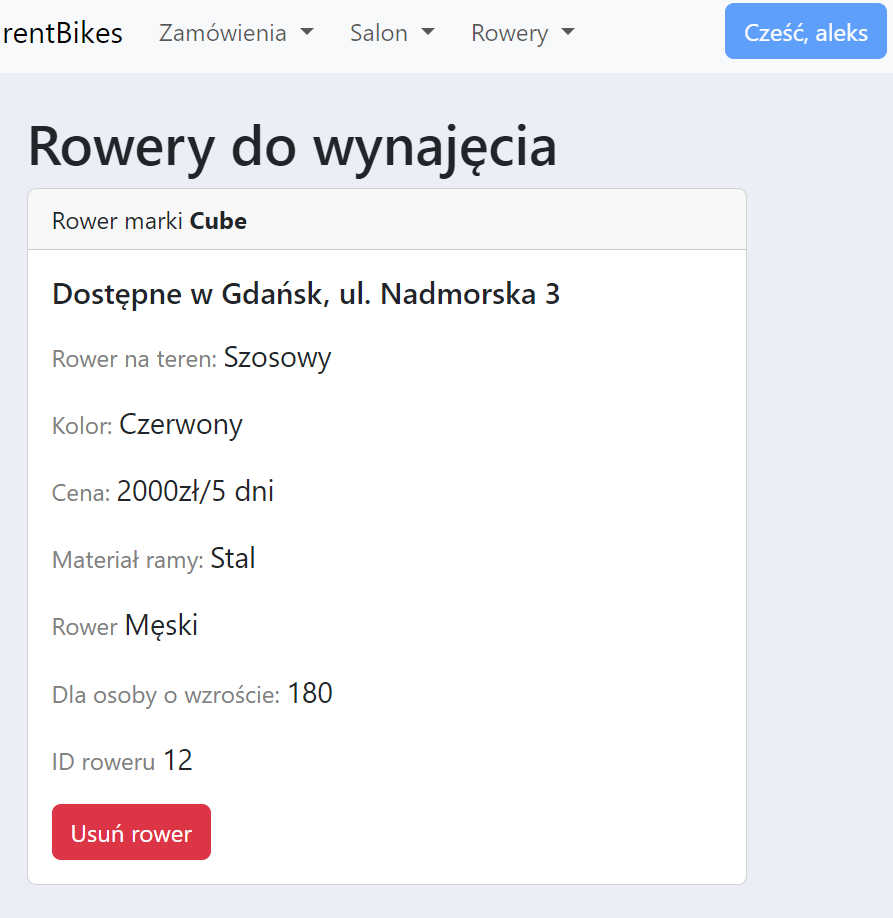 rentBikes Zamówienia Salon Rowery Cześć, aleks
Rowery do wynajęcia
Rower marki Cube
Dostępne w Gdańsk, ul. Nadmorska 3
Rower na teren: Szosowy
Kolor: Czerwony
Cena: 2000zł/5 dni
Materiał ramy: Stal
Rower Męski
Dla osoby o wzroście: 180
ID roweru 12
Usuń rower